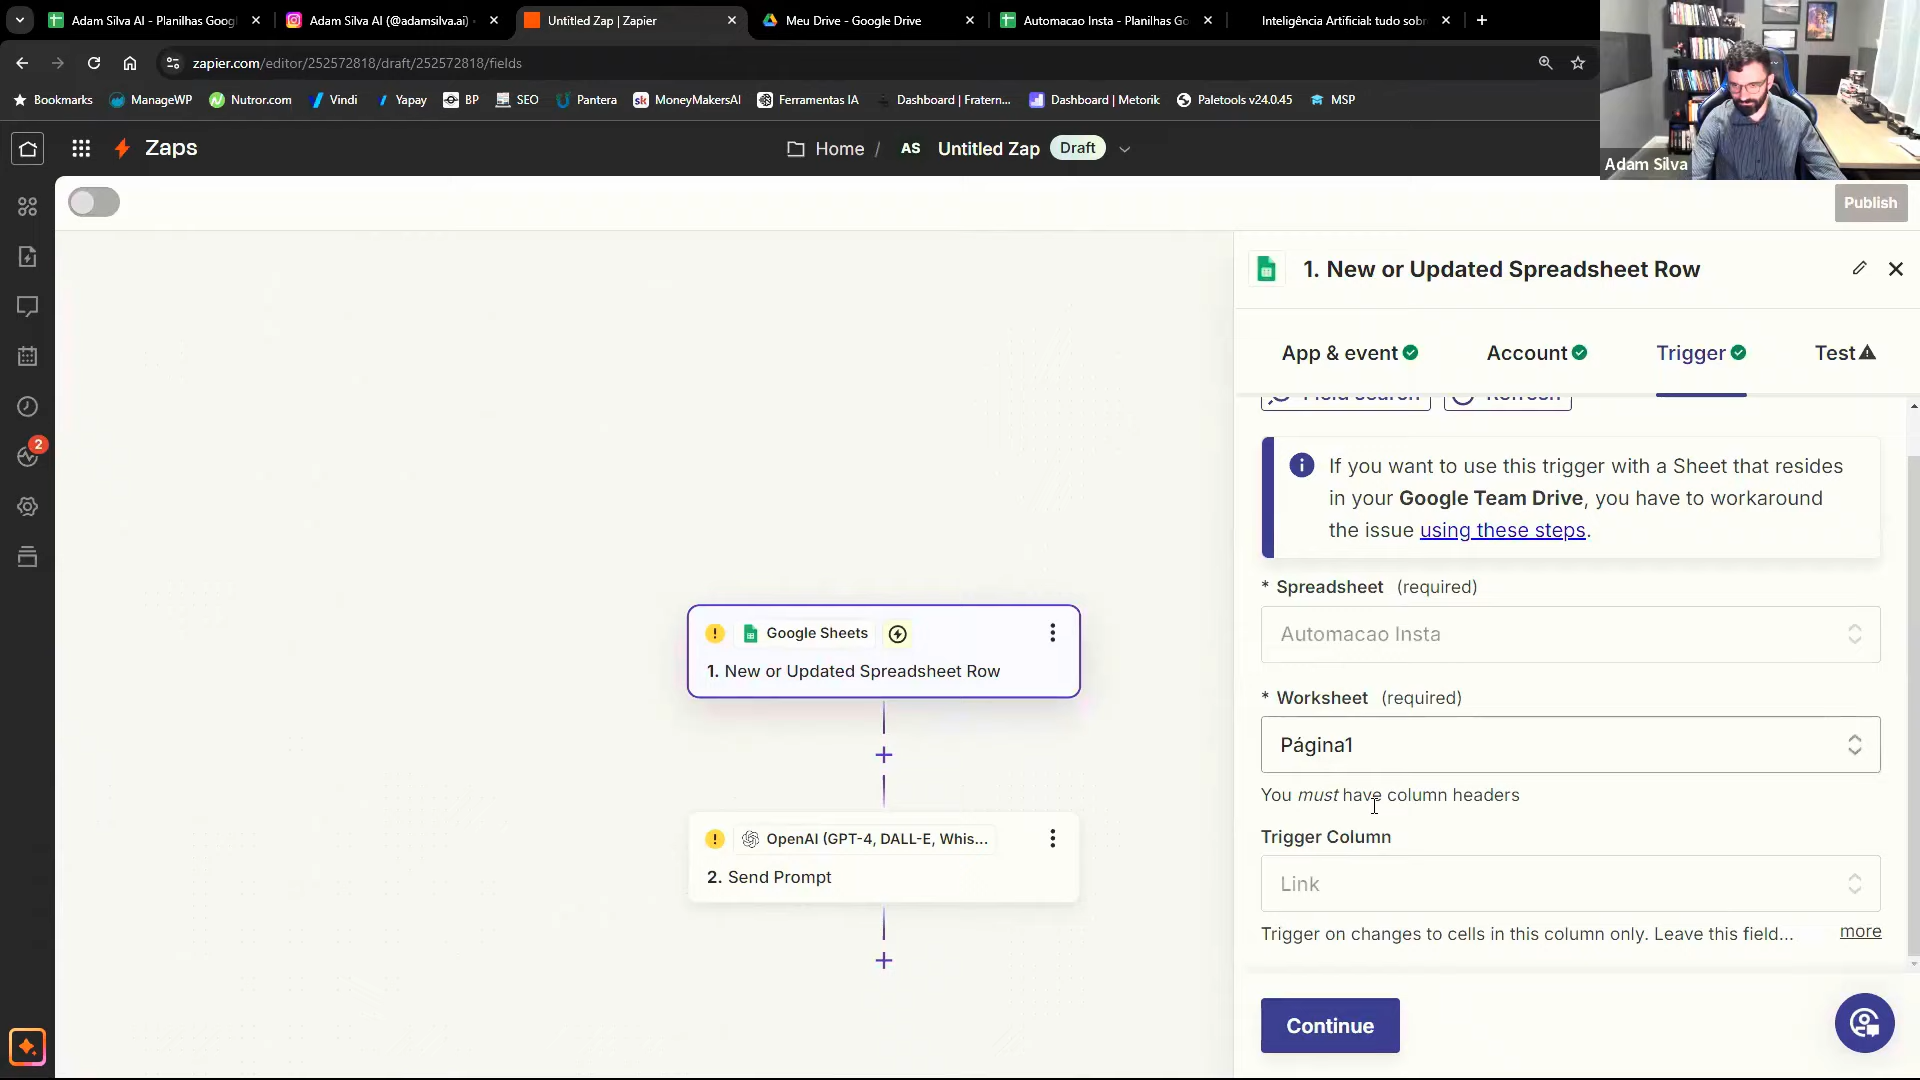 Adam Silva AI - Planilhas Goog
Adam Silva AI (@adamsilva.ai)
Untitled Zap | Zapier
Meu Drive - Google Drive
Automacao Insta - Planilhas Go
Inteligência Artificial: tudo sobr
zapier.com/editor/252572818/draft/252572818/fields
Bookmarks
ManageWP
Nutror.com
Vindi
Yapay
BP
SEO
Pantera
MoneyMakersAI
Ferramentas IA
Dashboard | Fratern...
Dashboard | Metorik
Paletools v24.0.45
MSP
Adam Silva
Zaps
Home /
AS
Untitled Zap
Draft
Publish
2
1. New or Updated Spreadsheet Row
App & event
Account
Trigger
Test
Field search
Refresh
If you want to use this trigger with a Sheet that resides
in your Google Team Drive, you have to workaround
the issue using these steps.
* Spreadsheet (required)
Automacao Insta
* Worksheet (required)
Página1
You must have column headers
Trigger Column
Link
Trigger on changes to cells in this column only. Leave this field...
more
Continue
Google Sheets
1. New or Updated Spreadsheet Row
OpenAI (GPT-4, DALL-E, Whis...
2. Send Prompt